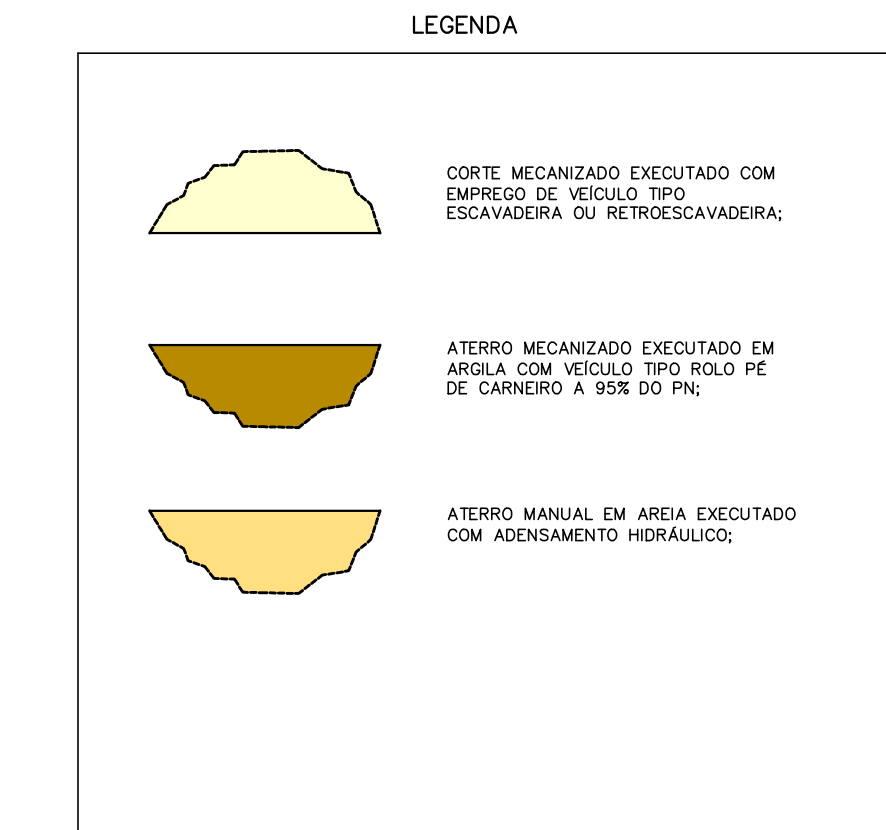 LEGENDA
CORTE MECANIZADO EXECUTADO COM
EMPREGO DE VEÍCULO TIPO
ESCAVADEIRA OU RETROESCAVADEIRA;
ATERRO MECANIZADO EXECUTADO EM
ARGILA COM VEÍCULO TIPO ROLO PÉ
DE CARNEIRO A 95% DO PN;
ATERRO MANUAL EM AREIA EXECUTADO
COM ADENSAMENTO HIDRÁULICO;